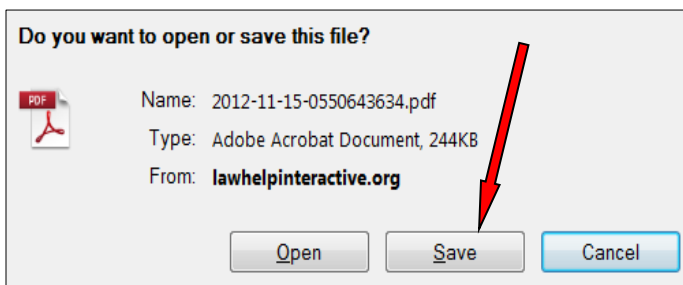 Do you want to open or save this file?
PDF
Name: 2012-11-15-0550643634.pdf
Type: Adobe Acrobat Document, 244KB
From: lawhelpinteractive.org
Open Save Cancel